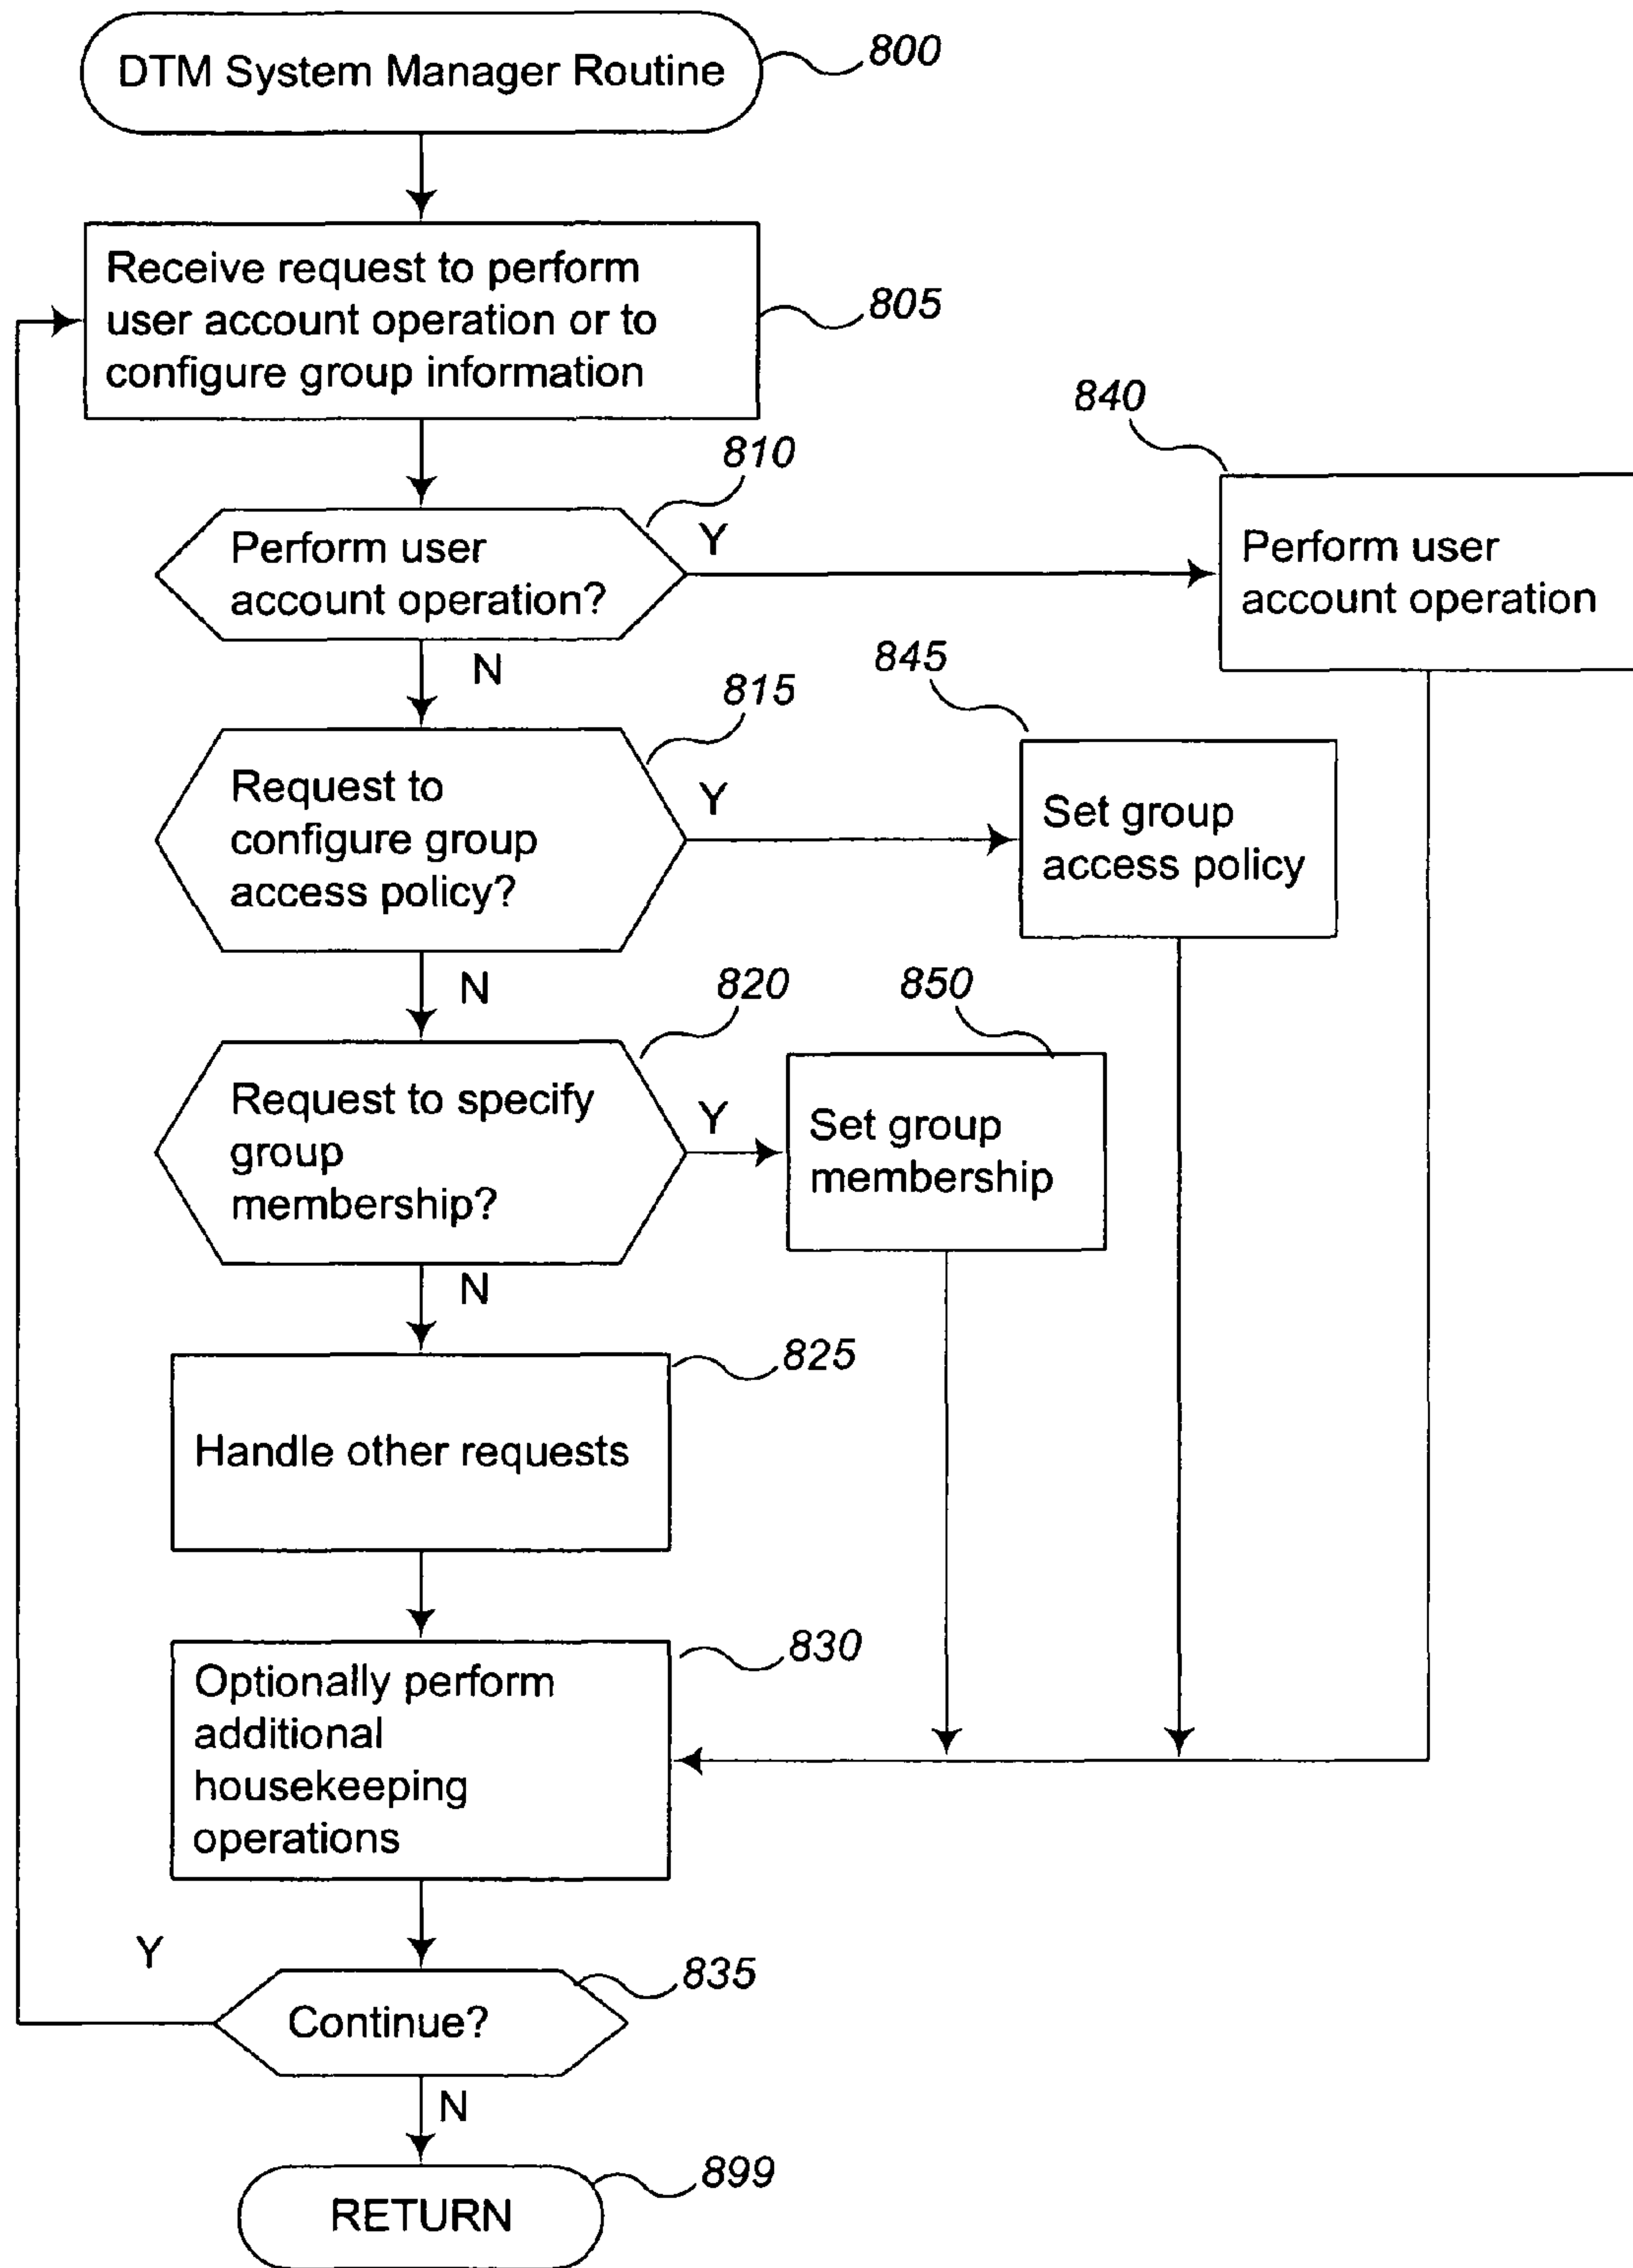 DTM System Manager Routine
800
Receive request to perform
user account operation or to
configure group information
805
840
810
Perform user
account operation?
Y
Perform user
account operation
N
845
815
Request to
configure group
access policy?
Y
Set group
access policy
N
820
850
Request to specify
group
membership?
Y
Set group
membership
N
825
Handle other requests
830
Optionally perform
additional
housekeeping
operations
Y
835
Continue?
N
899
RETURN